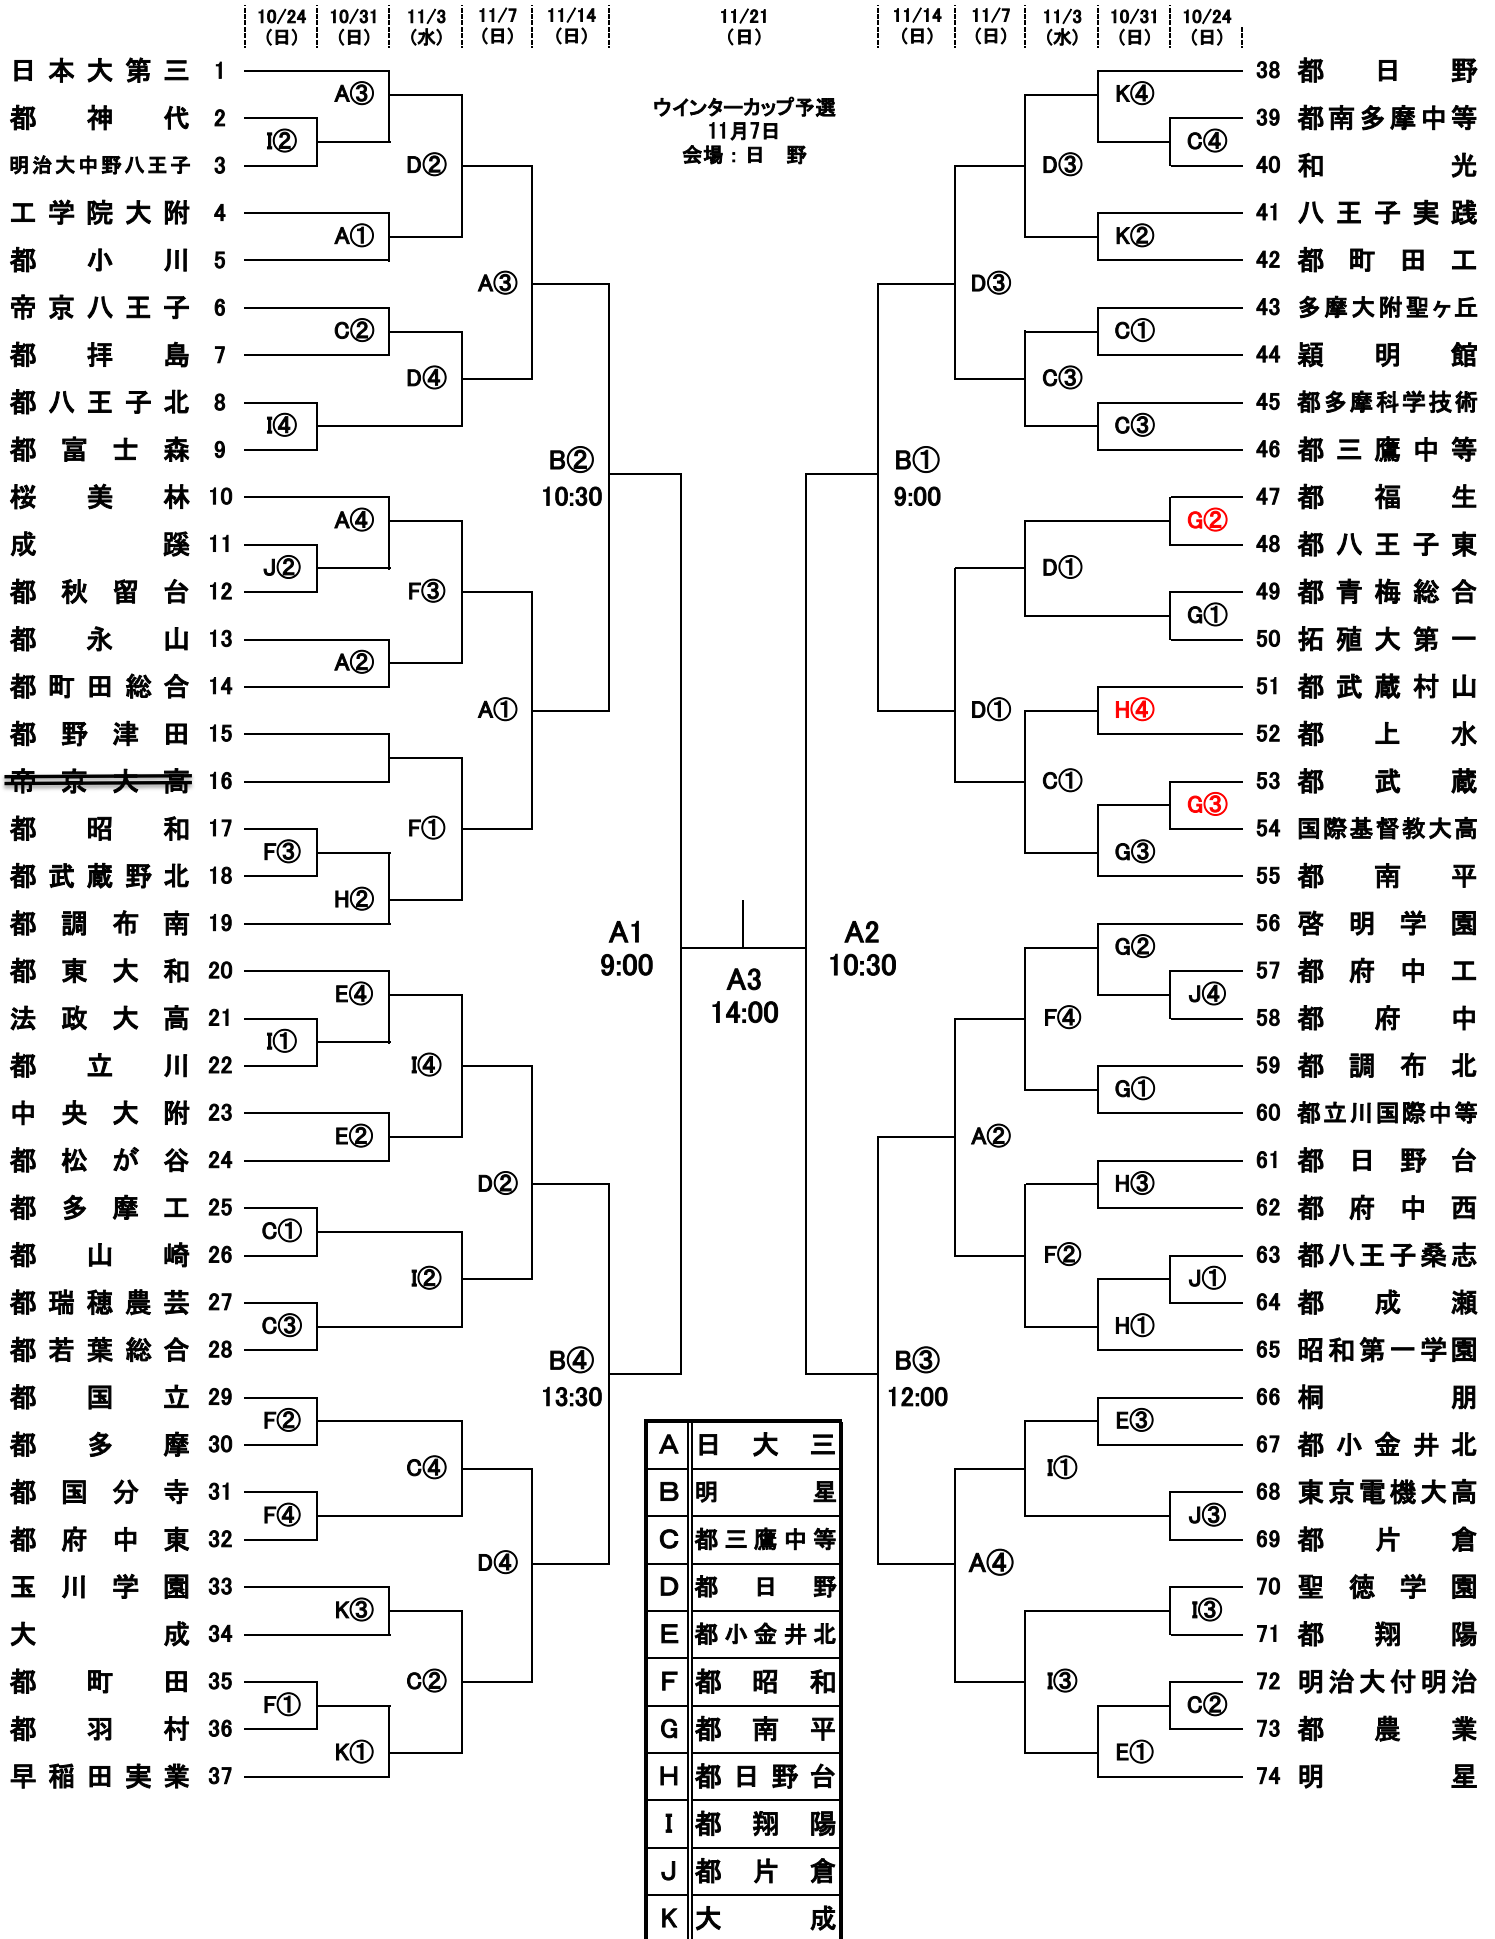 10/24 10/31 11/3 11/7 11/14 11/21 11/14 11/7 11/3 10/31 10/24
(日) (日) (水) (日) (日) (日) (日) (日) (水) (日) (日)
ウインターカップ予選
11月7日
会場：日 野
日本大第三 1
A③
都神代 2
I②
明治大中野八王子 3
D②
工学院大附 4
A①
都小川 5
A③
帝京八王子 6
C②
都拝島 7
D④
都八王子北 8
I④
都富士森 9
B②
10:30
桜美林 10
A④
成蹊 11
J②
都秋留台 12
F③
都永山 13
A②
都町田総合 14
A①
都野津田 15
帝京大高 16
都昭和 17
F①
F③
都武蔵野北 18
H②
都調布南 19
A1
9:00
都東大和 20
E④
法政大高 21
I①
都立川 22
I④
中央大附 23
E②
都松が谷 24
D②
都多摩工 25
C①
都山崎 26
I②
都瑞穂農芸 27
C③
都若葉総合 28
B④
13:30
都国立 29
F②
都多摩 30
C④
都国分寺 31
F④
都府中東 32
D④
玉川学園 33
K③
大成 34
C②
都町田 35
F①
都羽村 36
K①
早稲田実業 37
A3
14:00
38 都日野
K④
39 都南多摩中等
C④
40 和光
D③
41 八王子実践
K②
42 都町田工
D③
43 多摩大附聖ヶ丘
C①
44 穎明館
C③
45 都多摩科学技術
C③
46 都三鷹中等
B①
9:00
47 都福生
G②
48 都八王子東
D①
49 都青梅総合
G①
50 拓殖大第一
51 都武蔵村山
H④
D①
52 都上水
C①
53 都武蔵
G③
54 国際基督教大高
G③
55 都南平
A2
10:30
56 啓明学園
G②
57 都府中工
J④
58 都府中
F④
59 都調布北
G①
60 都立川国際中等
A②
61 都日野台
H③
62 都府中西
F②
63 都八王子桑志
J①
64 都成瀬
H①
65 昭和第一学園
B③
12:00
66 桐朋
E③
67 都小金井北
I①
68 東京電機大高
J③
69 都片倉
A④
70 聖徳学園
I③
71 都翔陽
I③
72 明治大付明治
C②
73 都農業
E①
74 明星
A 日大三
B 明星
C 都三鷹中等
D 都日野
E 都小金井北
F 都昭和
G 都南平
H 都日野台
I 都翔陽
J 都片倉
K 大成